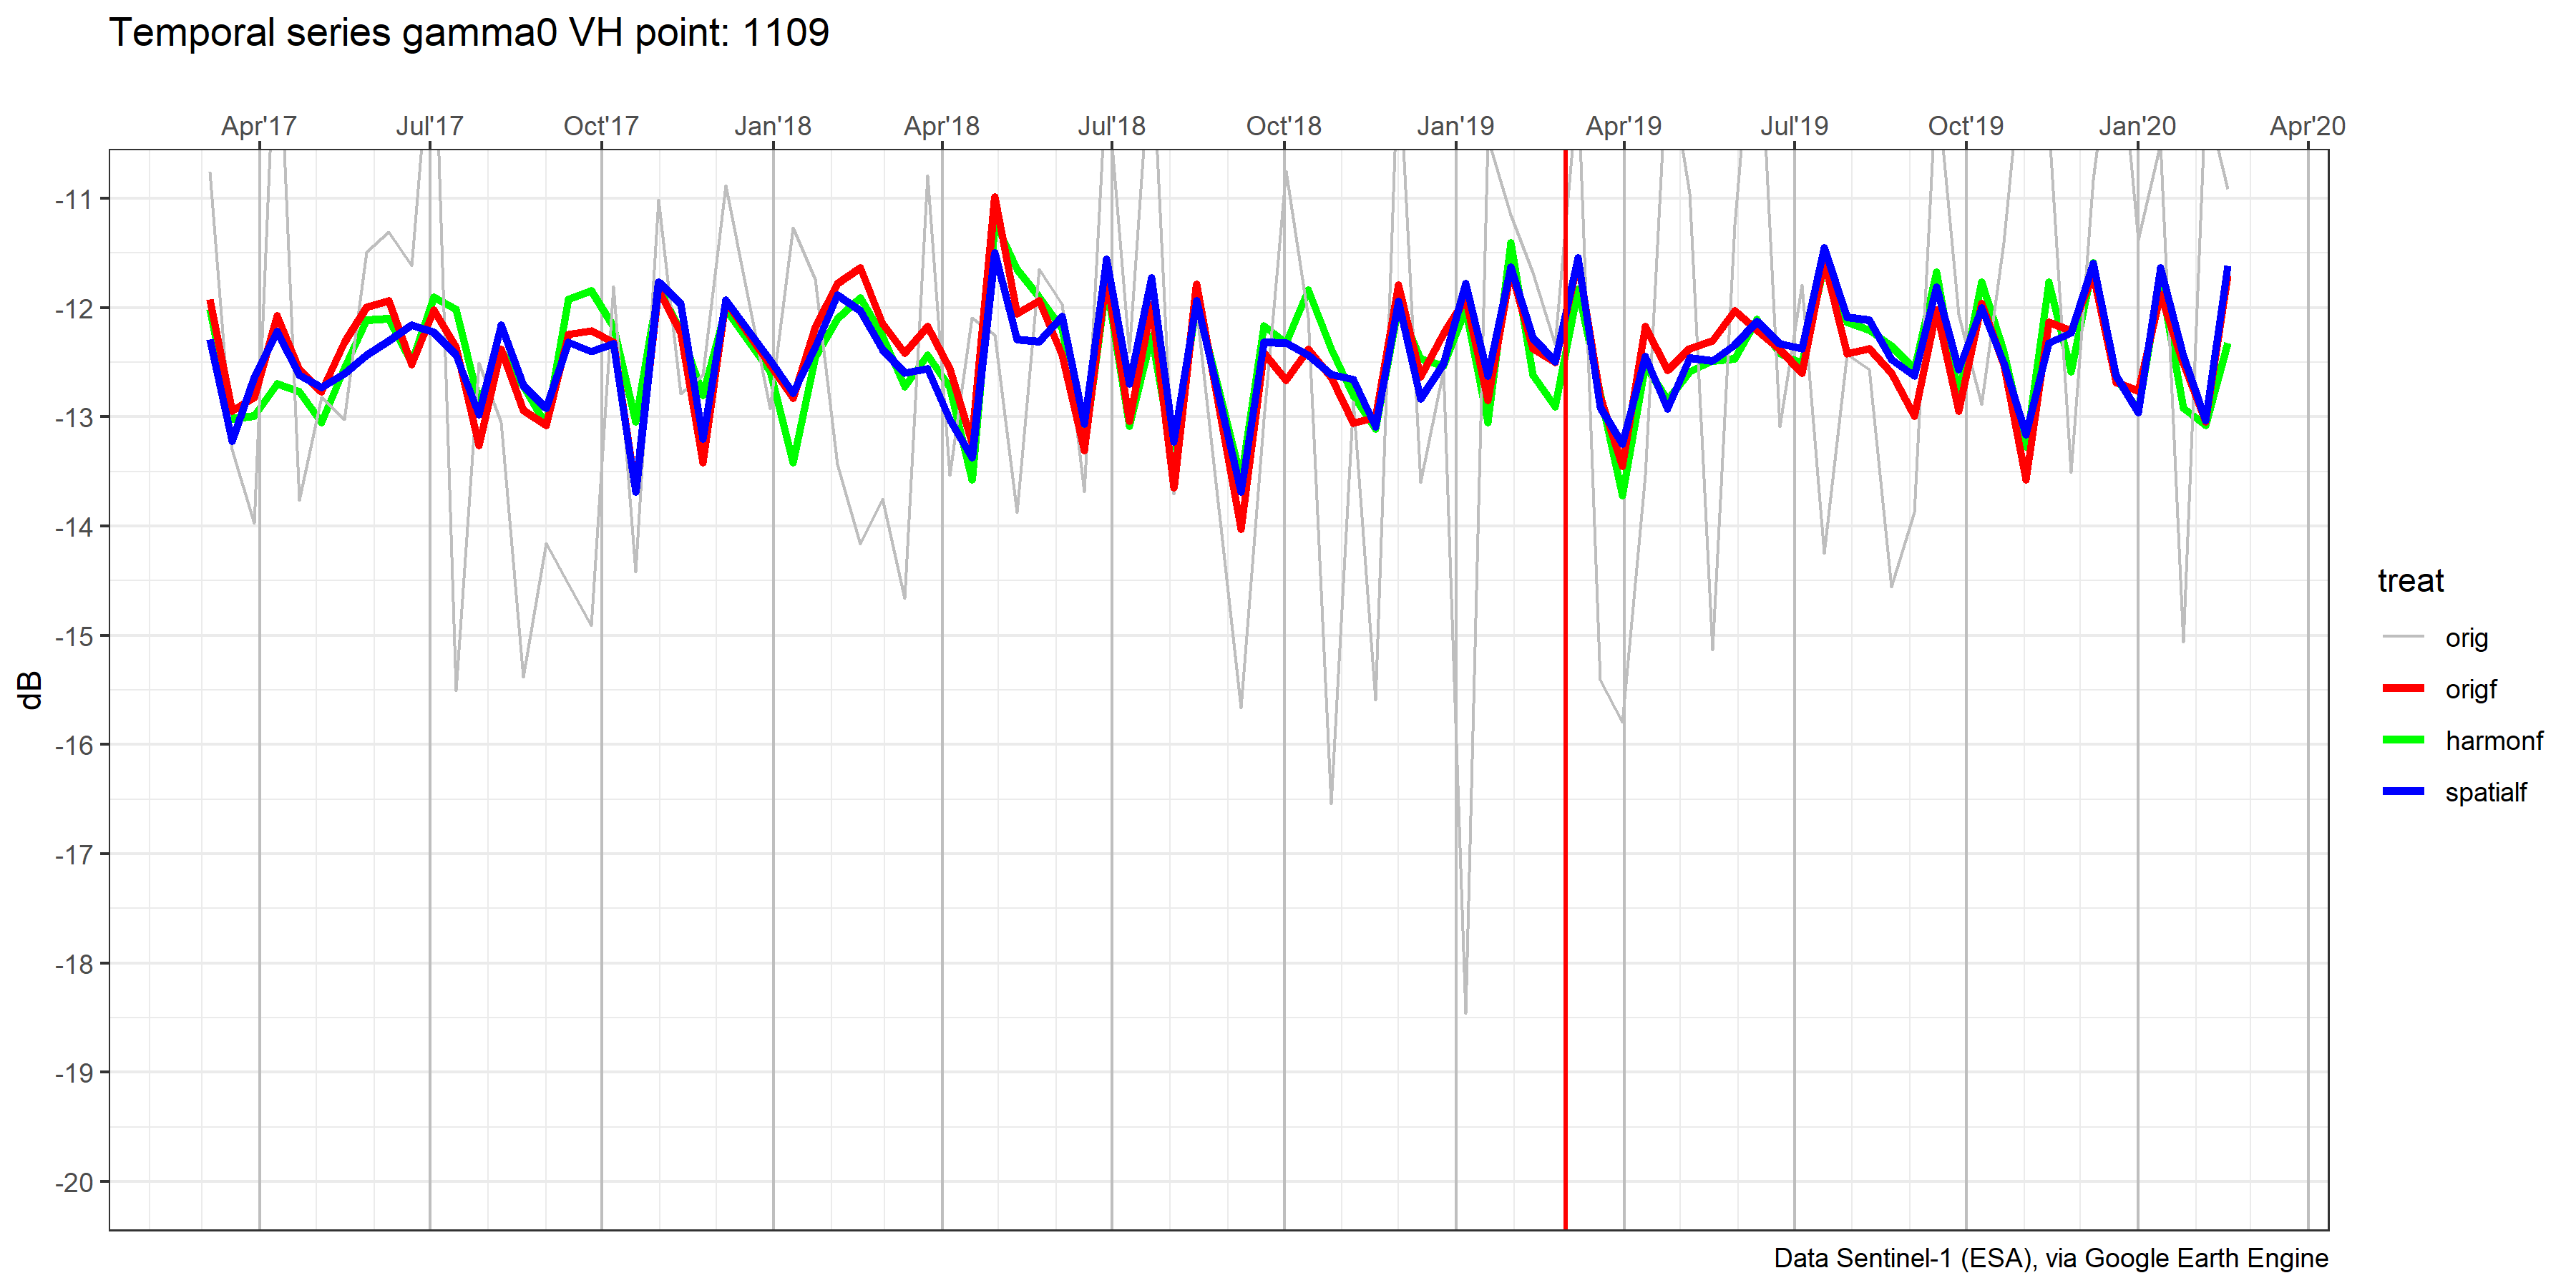 Temporal series gamma0 VH point: 1109
Apr'17 Jul'17 Oct'17 Jan'18 Apr'18 Jul'18 Oct'18 Jan'19 Apr'19 Jul'19 Oct'19 Jan'20 Apr'20
-11
-12
-13
-14
-15
-16
-17
-18
-19
-20
dB
treat
orig
origf
harmonf
spatialf
Data Sentinel-1 (ESA), via Google Earth Engine